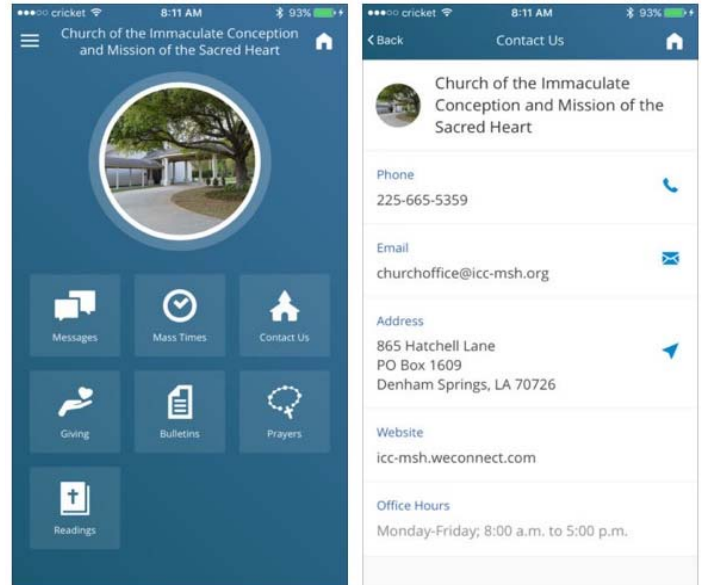 cricket 8:11 AM 93%
Church of the Immaculate Conception
and Mission of the Sacred Heart
Messages
Mass Times
Contact Us
Giving
Bulletins
Prayers
Readings
cricket 8:11 AM 93%
Back Contact Us
Church of the Immaculate
Conception and Mission of the
Sacred Heart
Phone
225-665-5359
Email
churchoffice@icc-msh.org
Address
865 Hatchell Lane
PO Box 1609
Denham Springs, LA 70726
Website
icc-msh.weconnect.com
Office Hours
Monday-Friday; 8:00 a.m. to 5:00 p.m.